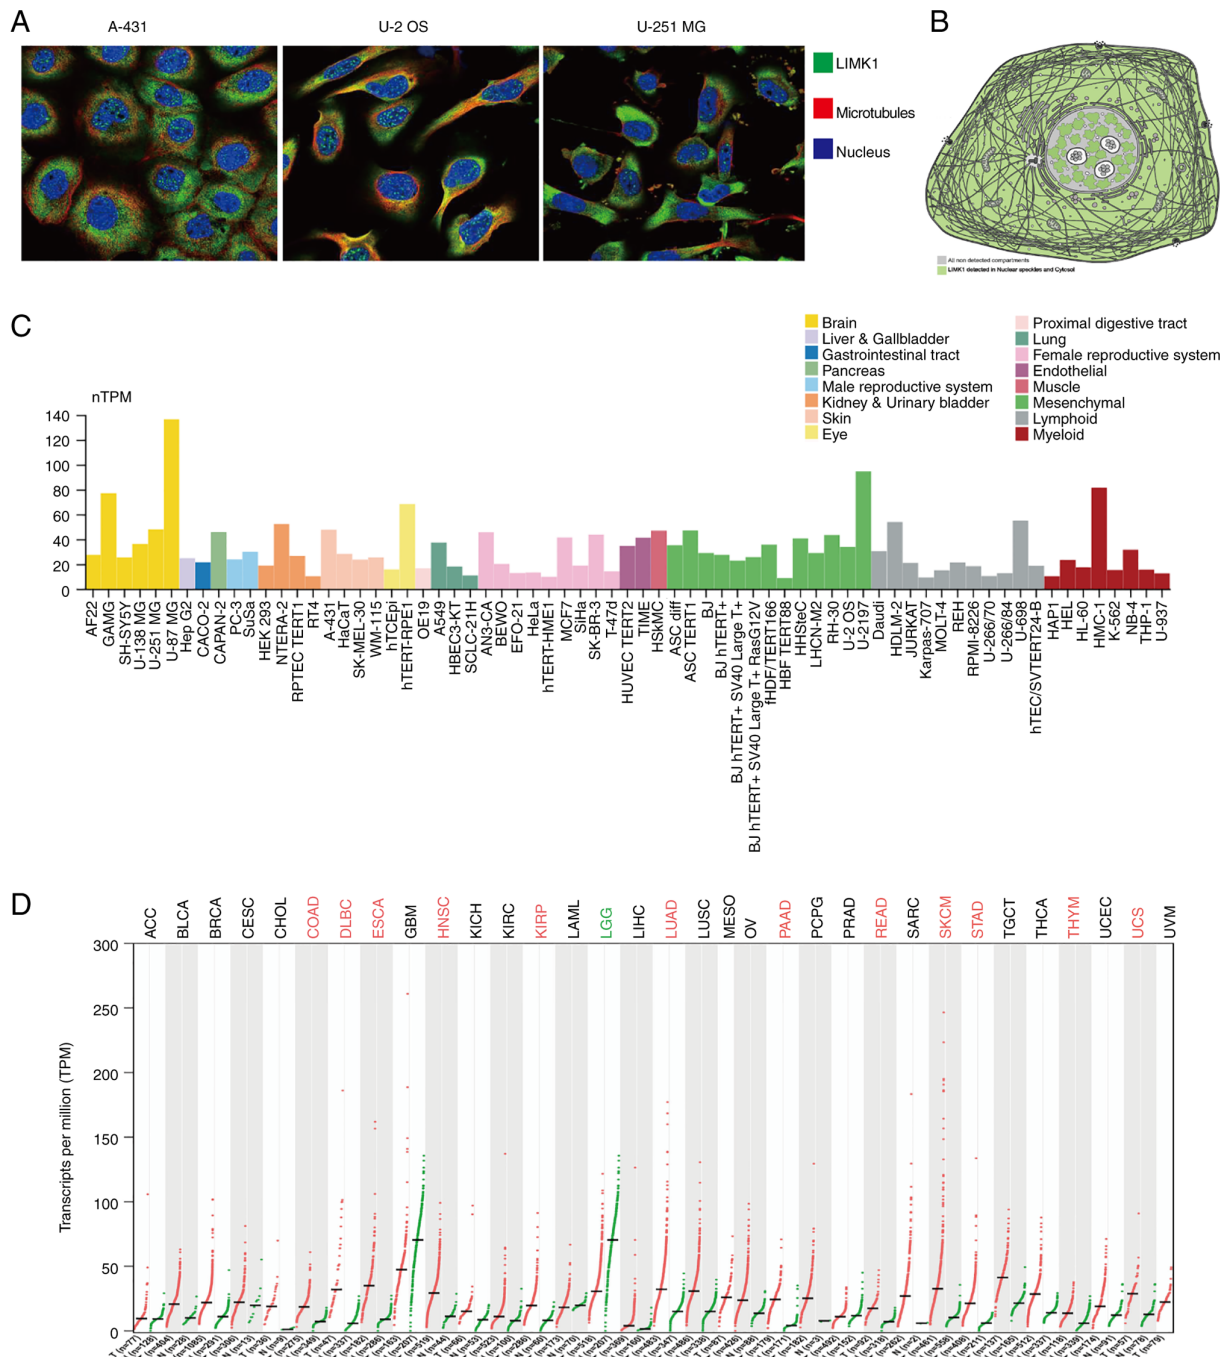 A
A-431
U-2 OS
U-251 MG
LIMK1
Microtubules
Nucleus
B
All non detected compartments
LIMK1 detected in Nuclear speckles and Cytosol
C
Brain
Liver & Gallbladder
Gastrointestinal tract
Pancreas
Male reproductive system
Kidney & Urinary bladder
Skin
Eye
Proximal digestive tract
Lung
Female reproductive system
Endothelial
Muscle
Mesenchymal
Lymphoid
Myeloid
nTPM
140
120
100
80
60
40
20
0
AF22
GAMG
SH-SY5Y
U-138 MG
U-251 MG
U-87 MG
Hep G2
CACO-2
CAPAN-2
PC-3
SuSa
HEK 293
NTERA-2
RPTEC TERT1
RT4
A-431
HaCaT
SK-MEL-30
WM-115
hTCEpi
hTERT-RPE1
OE19
A549
HBEC3-KT
SCLC-21H
AN3-CA
BEWO
EFO-21
HeLa
hTERT-HME1
MCF7
SiHa
SK-BR-3
T-47d
HUVEC TERT2
TIME
HSkMC
ASC diff
ASC TERT1
BJ
BJ hTERT+
BJ hTERT+ SV40 Large T+
BJ hTERT+ SV40 Large T+ RasG12V
fHDF/TERT166
HBF TERT88
HHSteC
LHCN-M2
RH-30
U-2 OS
U-2197
Daudi
HDLM-2
JURKAT
Karpas-707
MOLT-4
REH
RPMI-8226
U-266/70
U-266/84
U-698
hTEC/SVTERT24-B
HAP1
HEL
HL-60
HMC-1
K-562
NB-4
THP-1
U-937
D
ACC
BLCA
BRCA
CESC
CHOL
COAD
DLBC
ESCA
GBM
HNSC
KICH
KIRC
KIRP
LAML
LGG
LIHC
LUAD
LUSC
MESO
OV
PAAD
PCPG
PRAD
READ
SARC
SKCM
STAD
TGCT
THCA
THYM
UCEC
UCS
UVM
Transcripts per million (TPM)
300
250
200
150
100
50
0